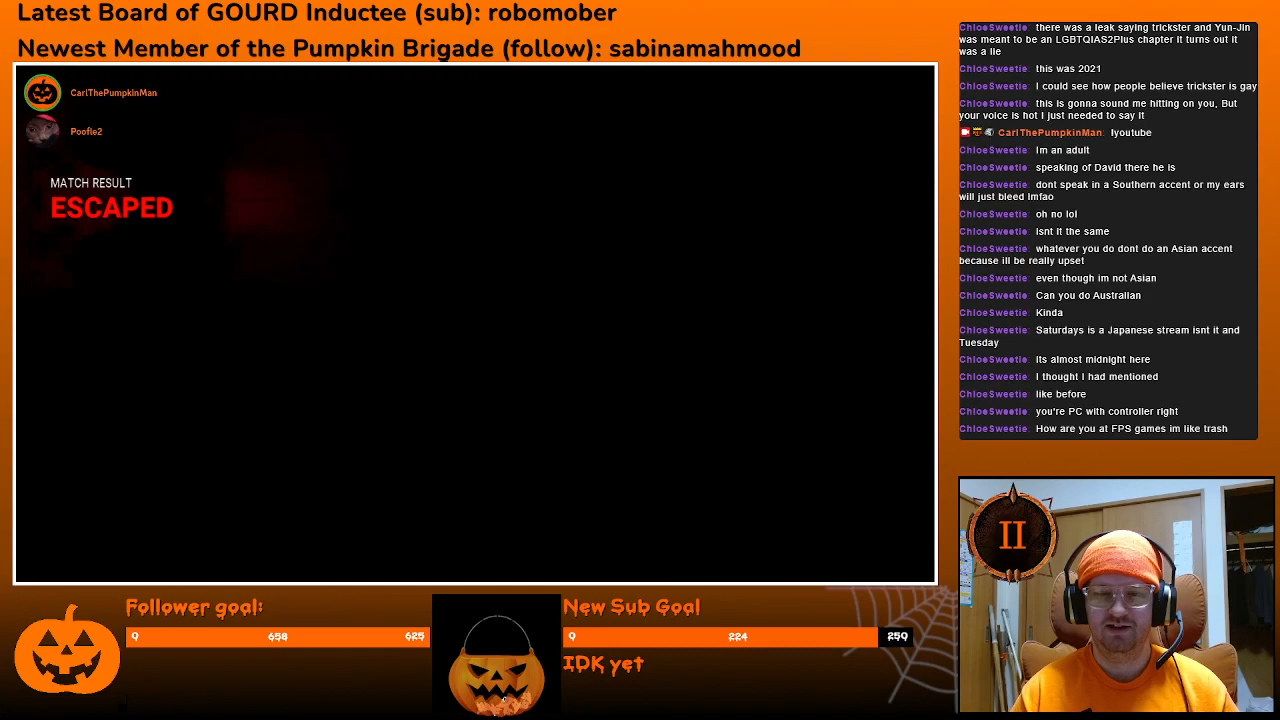 Latest Board of GOURD Inductee (sub): robomober
Newest Member of the Pumpkin Brigade (follow): sabinamahmood
CarlThePumpkinMan
Poofle2
MATCH RESULT
ESCAPED
ChloeSweetie: there was a leak saying trickster and Yun-Jin
was meant to be an LGBTQIAS2Plus chapter it turns out it
was a lie
ChloeSweetie: this was 2021
ChloeSweetie: I could see how people believe trickster is gay
ChloeSweetie: this is gonna sound me hitting on you, But
your voice is hot I just needed to say it
CarlThePumpkinMan: !youtube
ChloeSweetie: Im an adult
ChloeSweetie: speaking of David there he is
ChloeSweetie: dont speak in a Southern accent or my ears
will just bleed lmfao
ChloeSweetie: oh no lol
ChloeSweetie: Isnt it the same
ChloeSweetie: whatever you do dont do an Asian accent
because ill be really upset
ChloeSweetie: even though im not Asian
ChloeSweetie: Can you do Australian
ChloeSweetie: Kinda
ChloeSweetie: Saturdays is a Japanese stream isnt it and
Tuesday
ChloeSweetie: Its almost midnight here
ChloeSweetie: I thought I had mentioned
ChloeSweetie: like before
ChloeSweetie: you're PC with controller right
ChloeSweetie: How are you at FPS games im like trash
II
Follower goal:
0 658 625
New Sub Goal
0 224 250
IDK yet